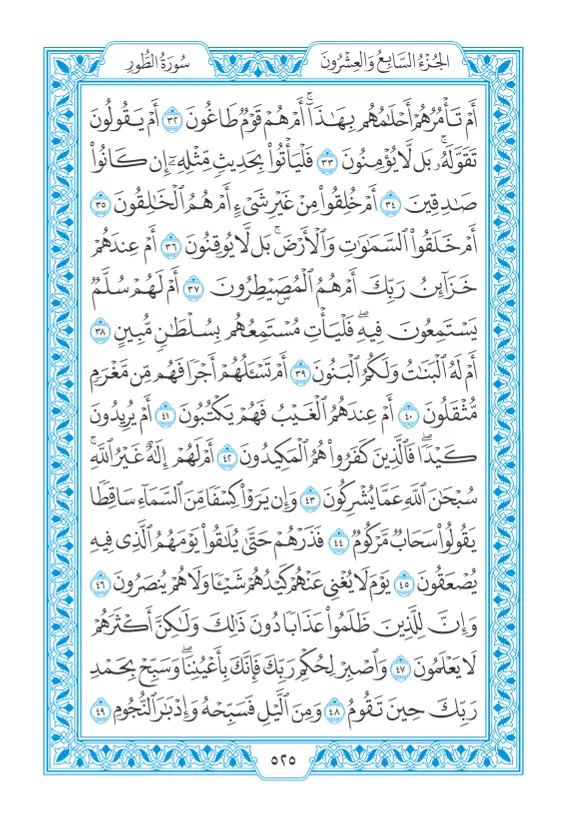 الجُزْءُ السَّابِعُ وَالعِشْرُونَ
سُورَةُ الطُّورِ
أَمۡ تَأۡمُرُهُمۡ أَحۡلَٰمُهُم بِهَٰذَآۚ أَمۡ هُمۡ قَوۡمٞ طَاغُونَ ٣٢ أَمۡ يَقُولُونَ
تَقَوَّلَهُۥۚ بَل لَّا يُؤۡمِنُونَ ٣٣ فَلۡيَأۡتُواْ بِحَدِيثٖ مِّثۡلِهِۦٓ إِن كَانُواْ
صَٰدِقِينَ ٣٤ أَمۡ خُلِقُواْ مِنۡ غَيۡرِ شَيۡءٍ أَمۡ هُمُ ٱلۡخَٰلِقُونَ ٣٥
أَمۡ خَلَقُواْ ٱلسَّمَٰوَٰتِ وَٱلۡأَرۡضَۚ بَل لَّا يُوقِنُونَ ٣٦ أَمۡ عِندَهُمۡ
خَزَآئِنُ رَبِّكَ أَمۡ هُمُ ٱلۡمُصَۜيۡطِرُونَ ٣٧ أَمۡ لَهُمۡ سُلَّمٞ
يَسۡتَمِعُونَ فِيهِۖ فَلۡيَأۡتِ مُسۡتَمِعُهُم بِسُلۡطَٰنٖ مُّبِينٍ ٣٨
أَمۡ لَهُ ٱلۡبَنَٰتُ وَلَكُمُ ٱلۡبَنُونَ ٣٩ أَمۡ تَسۡـَٔلُهُمۡ أَجۡرٗا فَهُم مِّن مَّغۡرَمٖ
مُّثۡقَلُونَ ٤٠ أَمۡ عِندَهُمُ ٱلۡغَيۡبُ فَهُمۡ يَكۡتُبُونَ ٤١ أَمۡ يُرِيدُونَ
كَيۡدٗاۖ فَٱلَّذِينَ كَفَرُواْ هُمُ ٱلۡمَكِيدُونَ ٤٢ أَمۡ لَهُمۡ إِلَٰهٌ غَيۡرُ ٱللَّهِۚ
سُبۡحَٰنَ ٱللَّهِ عَمَّا يُشۡرِكُونَ ٤٣ وَإِن يَرَوۡاْ كِسۡفٗا مِّنَ ٱلسَّمَآءِ سَاقِطٗا
يَقُولُواْ سَحَابٞ مَّرۡكُومٞ ٤٤ فَذَرۡهُمۡ حَتَّىٰ يُلَٰقُواْ يَوۡمَهُمُ ٱلَّذِي فِيهِ
يُصۡعَقُونَ ٤٥ يَوۡمَ لَا يُغۡنِي عَنۡهُمۡ كَيۡدُهُمۡ شَيۡـٔٗا وَلَا هُمۡ يُنصَرُونَ ٤٦
وَإِنَّ لِلَّذِينَ ظَلَمُواْ عَذَابٗا دُونَ ذَٰلِكَ وَلَٰكِنَّ أَكۡثَرَهُمۡ
لَا يَعۡلَمُونَ ٤٧ وَٱصۡبِرۡ لِحُكۡمِ رَبِّكَ فَإِنَّكَ بِأَعۡيُنِنَاۖ وَسَبِّحۡ بِحَمۡدِ
رَبِّكَ حِينَ تَقُومُ ٤٨ وَمِنَ ٱلَّيۡلِ فَسَبِّحۡهُ وَإِدۡبَٰرَ ٱلنُّجُومِ ٤٩
٥٢٥